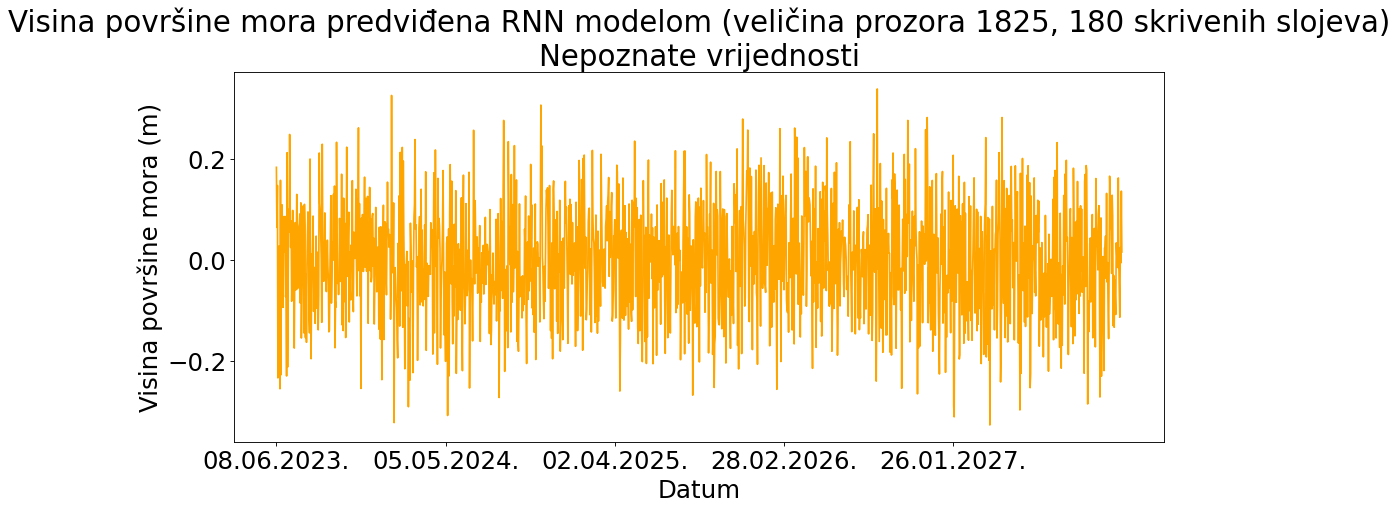 Visina površine mora predviđena RNN modelom (veličina prozora 1825, 180 skrivenih slojeva)
Nepoznate vrijednosti
Visina površine mora (m)
0.2
0.0
−0.2
08.06.2023. 05.05.2024. 02.04.2025. 28.02.2026. 26.01.2027.
Datum